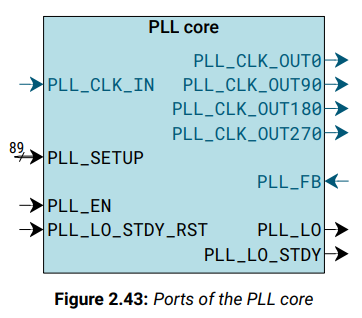 PLL core
PLL_CLK_OUT0
PLL_CLK_IN PLL_CLK_OUT90
PLL_CLK_OUT180
PLL_CLK_OUT270
89
PLL_SETUP
PLL_FB
PLL_EN
PLL_LO_STDY_RST PLL_LO
PLL_LO_STDY
Figure 2.43: Ports of the PLL core